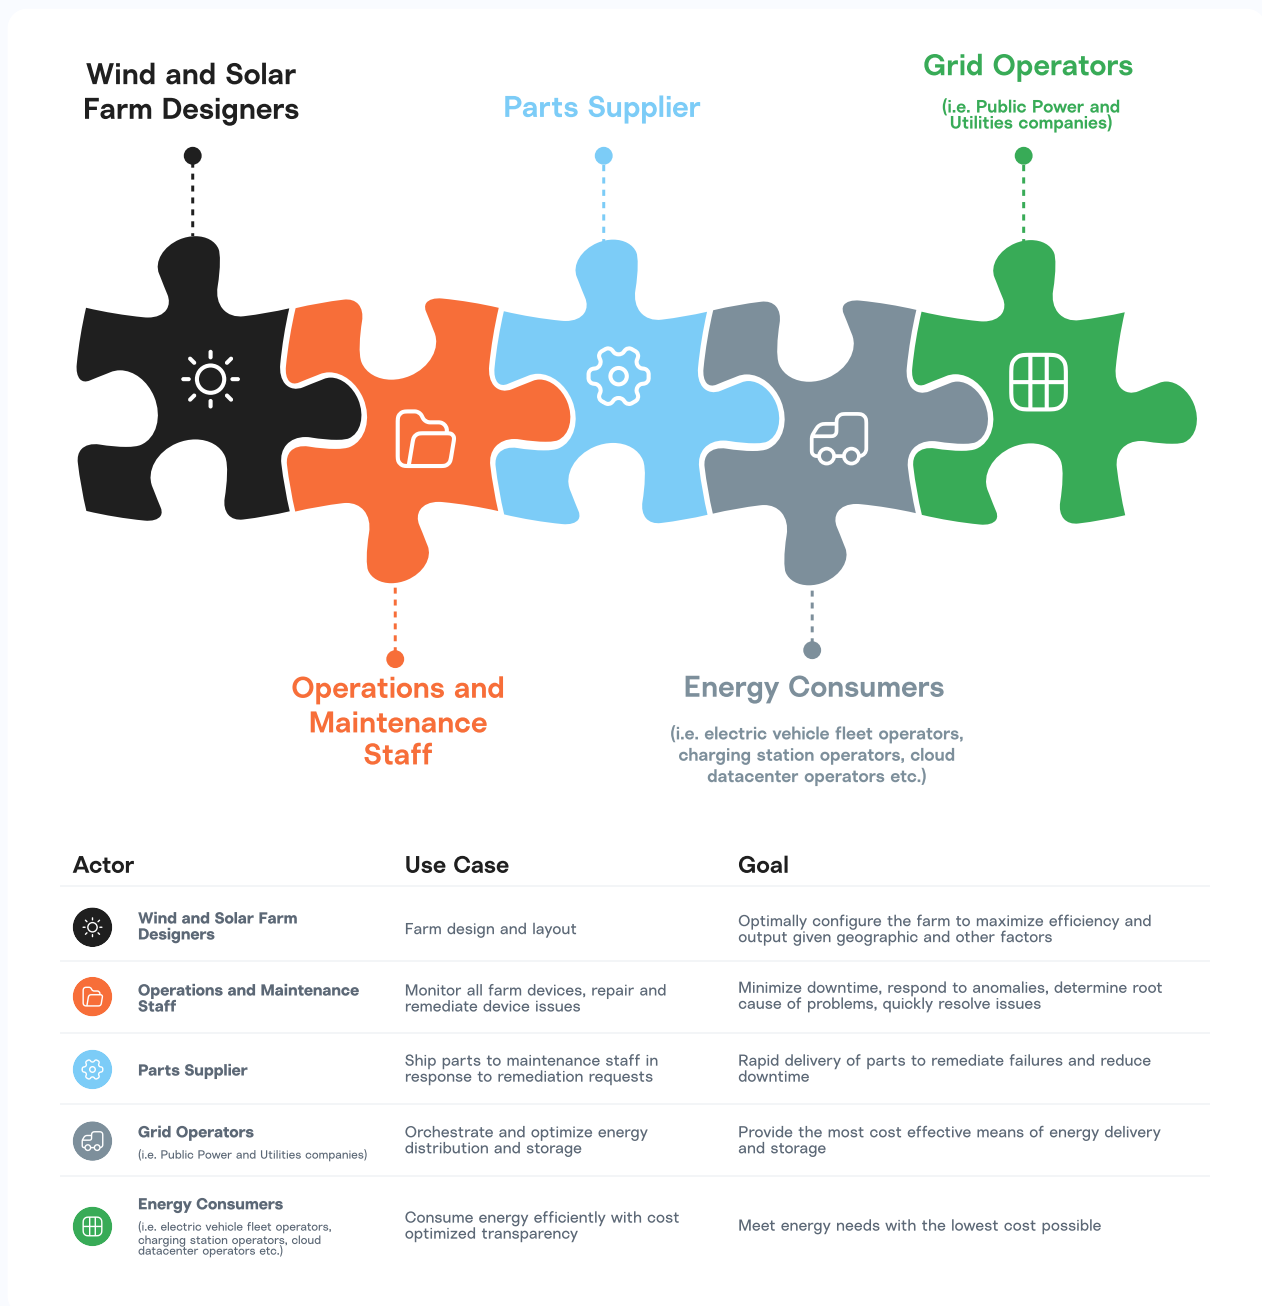 Wind and Solar
Farm Designers
Parts Supplier
Grid Operators
(i.e. Public Power and
Utilities companies)
Operations and
Maintenance
Staff
Energy Consumers
(i.e. electric vehicle fleet operators,
charging station operators, cloud
datacenter operators etc.)
Actor
Use Case
Goal
Wind and Solar Farm
Designers
Farm design and layout
Optimally configure the farm to maximize efficiency and
output given geographic and other factors
Operations and Maintenance
Staff
Monitor all farm devices, repair and
remediate device issues
Minimize downtime, respond to anomalies, determine root
cause of problems, quickly resolve issues
Parts Supplier
Ship parts to maintenance staff in
response to remediation requests
Rapid delivery of parts to remediate failures and reduce
downtime
Grid Operators
(i.e. Public Power and Utilities companies)
Orchestrate and optimize energy
distribution and storage
Provide the most cost effective means of energy delivery
and storage
Energy Consumers
(i.e. electric vehicle fleet operators,
charging station operators, cloud
datacenter operators etc.)
Consume energy efficiently with cost
optimized transparency
Meet energy needs with the lowest cost possible